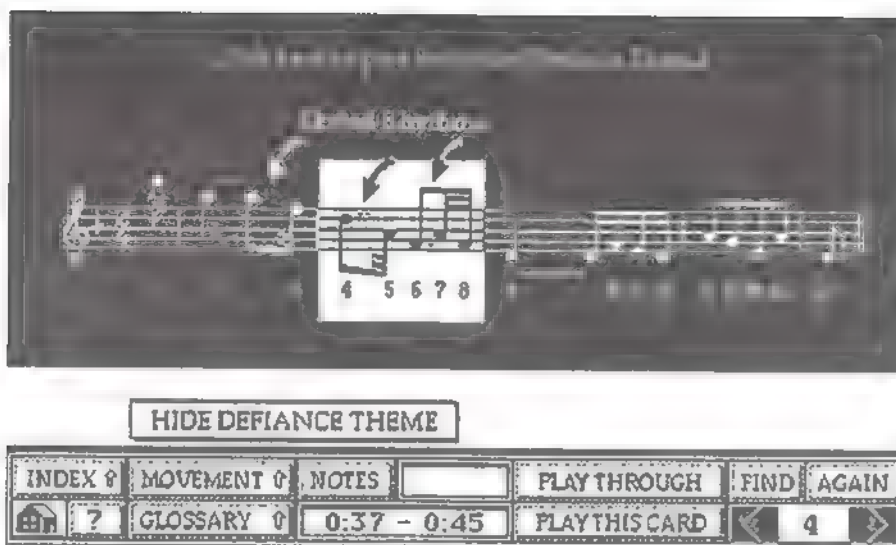 4 5 6 7 8
HIDE DEFIANCE THEME
INDEX ⇧ MOVEMENT ⇧ NOTES PLAY THROUGH FIND AGAIN
? GLOSSARY ⇧ 0:37 - 0:45 PLAY THIS CARD 4